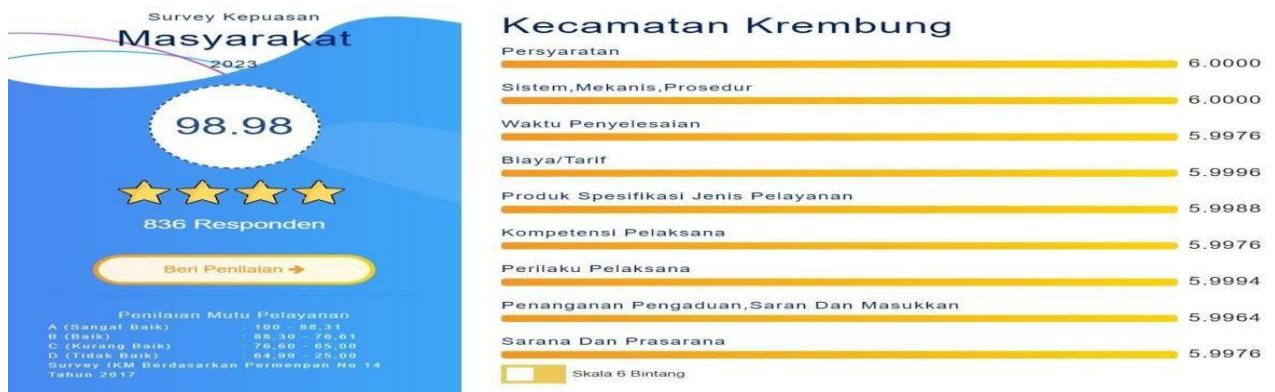 Survey Kepuasan
Masyarakat
2023
98.98
836 Responden
Beri Penilaian →
Penilaian Mutu Pelayanan
A (Sangat Baik) : 100 - 88,31
B (Baik) : 88,30 - 76,61
C (Kurang Baik) : 76,60 - 65,00
D (Tidak Baik) : 64,99 - 25,00
Survey IKM Berdasarkan Permenpan No 14
Tahun 2017
Kecamatan Krembung
Persyaratan
6.0000
Sistem,Mekanis,Prosedur
6.0000
Waktu Penyelesaian
5.9976
Biaya/Tarif
5.9996
Produk Spesifikasi Jenis Pelayanan
5.9988
Kompetensi Pelaksana
5.9976
Perilaku Pelaksana
5.9994
Penanganan Pengaduan,Saran Dan Masukkan
5.9964
Sarana Dan Prasarana
5.9976
Skala 6 Bintang